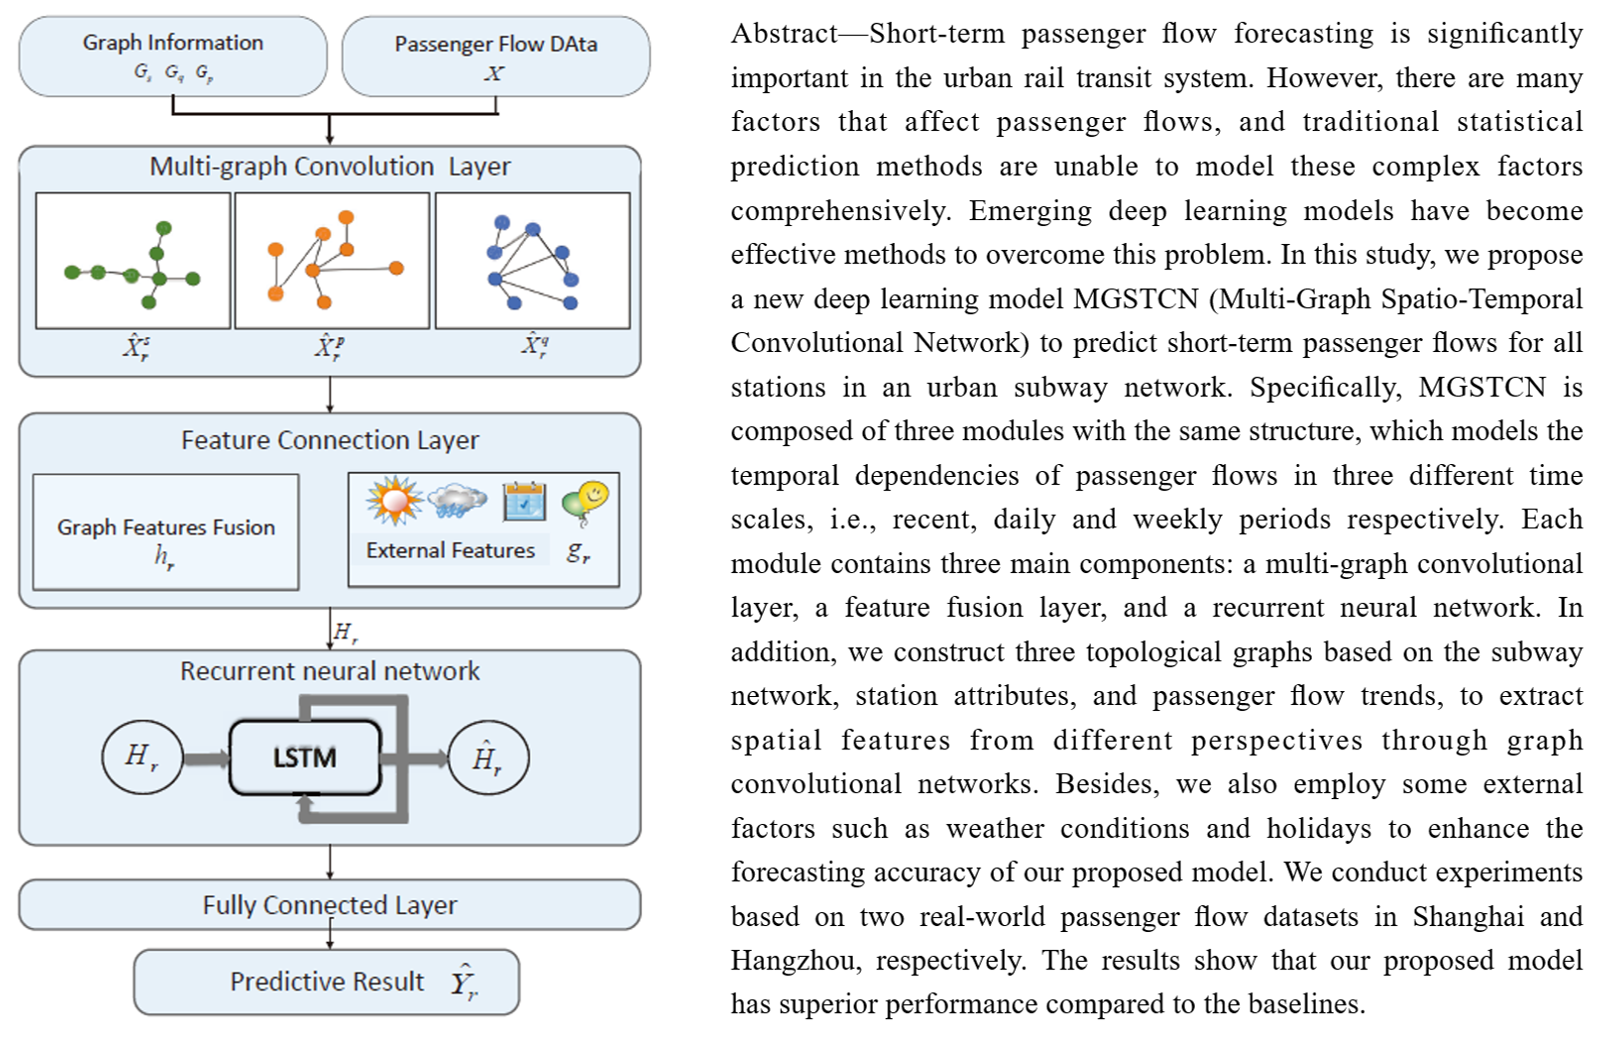 Graph Information
G_s G_q G_p
Passenger Flow DAta
X
Multi-graph Convolution Layer
X̂_r^s
X̂_r^p
X̂_r^q
Feature Connection Layer
Graph Features Fusion
h_r
External Features g_r
H_r
Recurrent neural network
H_r
LSTM
Ĥ_r
Fully Connected Layer
Predictive Result Ŷ_r
Abstract—Short-term passenger flow forecasting is significantly
important in the urban rail transit system. However, there are many
factors that affect passenger flows, and traditional statistical
prediction methods are unable to model these complex factors
comprehensively. Emerging deep learning models have become
effective methods to overcome this problem. In this study, we propose
a new deep learning model MGSTCN (Multi-Graph Spatio-Temporal
Convolutional Network) to predict short-term passenger flows for all
stations in an urban subway network. Specifically, MGSTCN is
composed of three modules with the same structure, which models the
temporal dependencies of passenger flows in three different time
scales, i.e., recent, daily and weekly periods respectively. Each
module contains three main components: a multi-graph convolutional
layer, a feature fusion layer, and a recurrent neural network. In
addition, we construct three topological graphs based on the subway
network, station attributes, and passenger flow trends, to extract
spatial features from different perspectives through graph
convolutional networks. Besides, we also employ some external
factors such as weather conditions and holidays to enhance the
forecasting accuracy of our proposed model. We conduct experiments
based on two real-world passenger flow datasets in Shanghai and
Hangzhou, respectively. The results show that our proposed model
has superior performance compared to the baselines.